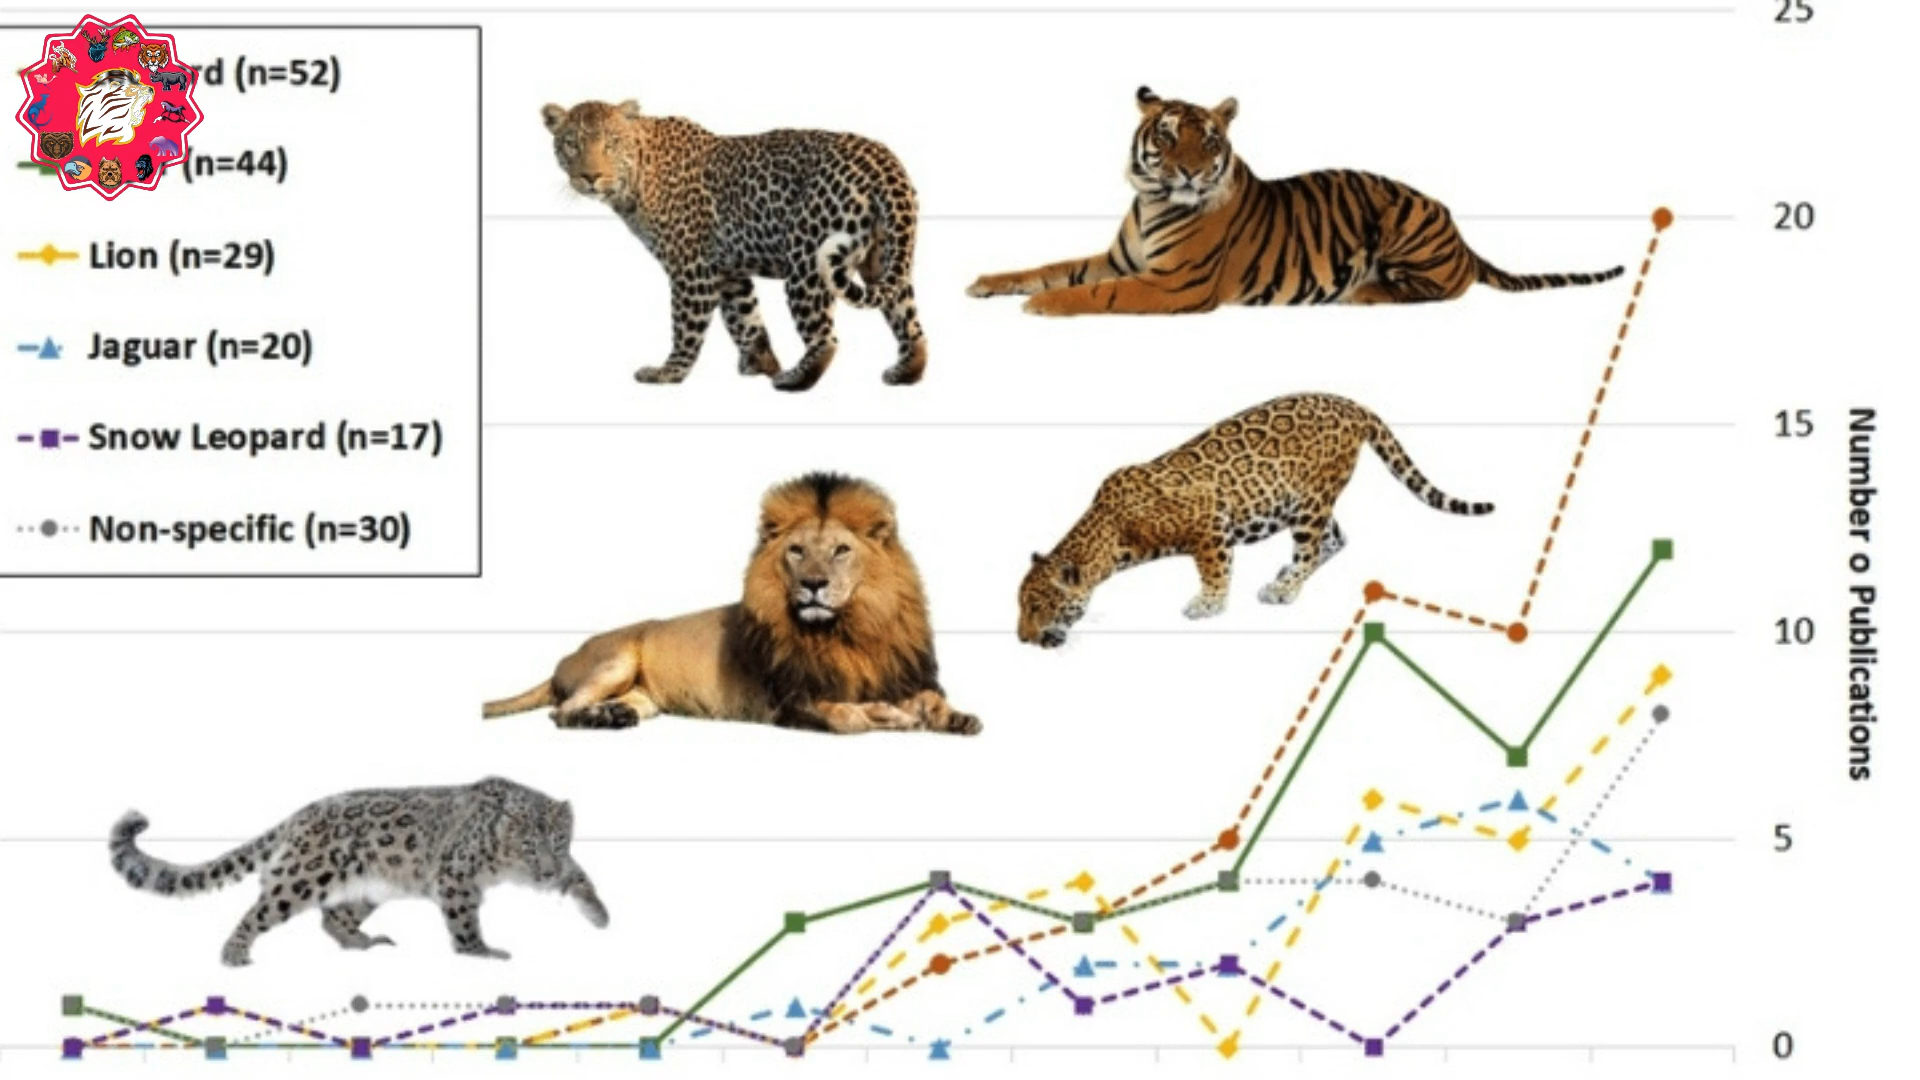 (n=52)
(n=44)
Lion (n=29)
Jaguar (n=20)
Snow Leopard (n=17)
Non-specific (n=30)
25
20
15
10
5
0
Number o Publications